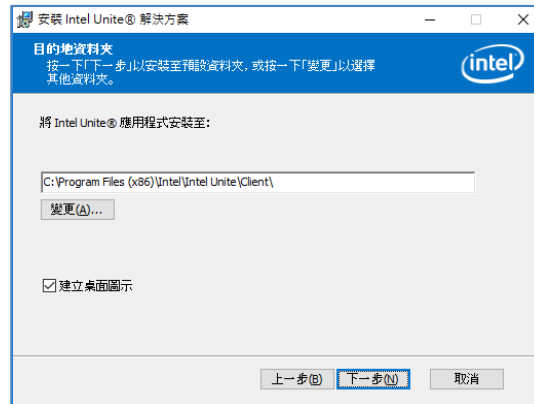 安裝 Intel Unite® 解決方案
目的地資料夾
按一下「下一步」以安裝至預設資料夾, 或按一下「變更」以選擇
其他資料夾。
intel
將 Intel Unite® 應用程式安裝至:
C:\Program Files (x86)\Intel\Intel Unite\Client\
變更(A)...
建立桌面圖示
上一步(B) 下一步(N) 取消